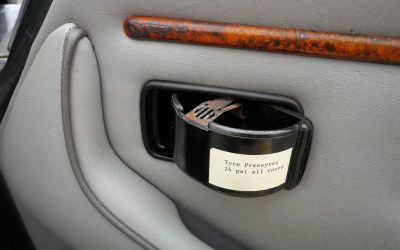 Tyre Pressures
24 psi all round